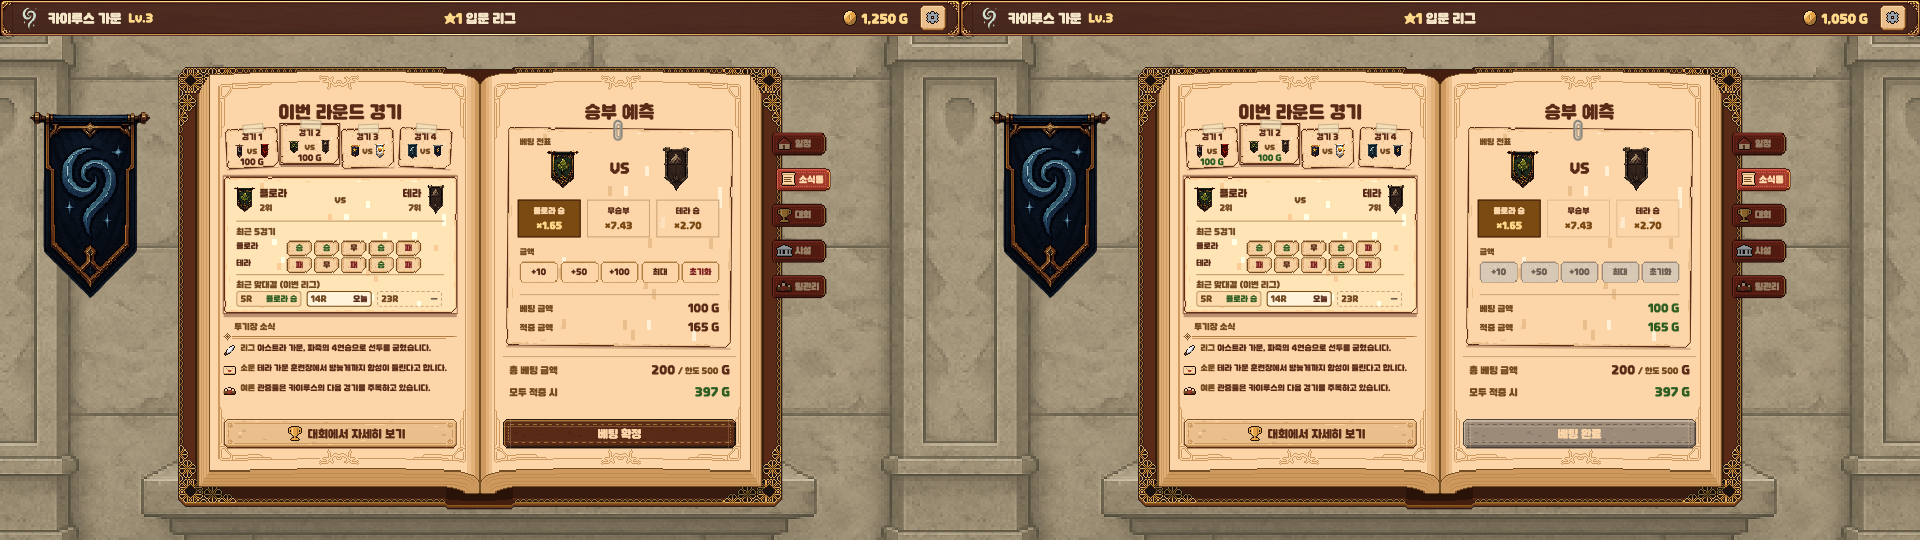 카이루스 가문 Lv.3
★1 입문 리그
1,250 G
이번 라운드 경기
경기 1
VS
100 G
경기 2
VS
100 G
경기 3
VS
경기 4
VS
플로라
2위
VS
테라
7위
최근 5경기
플로라 승 승 무 승 패
테라 패 무 패 승 패
최근 맞대결 (이번 리그)
5R 플로라 승
14R 오늘
23R —
투기장 소식
리그 아스트라 가문, 파죽의 4연승으로 선두를 굳혔습니다.
소문 테라 가문 훈련장에서 밤늦게까지 함성이 들린다고 합니다.
여론 관중들은 카이루스의 다음 경기를 주목하고 있습니다.
대회에서 자세히 보기
승부 예측
베팅 전표
VS
플로라 승
×1.65
무승부
×7.43
테라 승
×2.70
금액
+10 +50 +100 최대 초기화
베팅 금액 100 G
적중 금액 165 G
총 베팅 금액 200 / 한도 500 G
모두 적중 시 397 G
베팅 확정
일정
소식통
대회
시설
팀관리
카이루스 가문 Lv.3
★1 입문 리그
1,050 G
이번 라운드 경기
경기 1
VS
100 G
경기 2
VS
100 G
경기 3
VS
경기 4
VS
플로라
2위
VS
테라
7위
최근 5경기
플로라 승 승 무 승 패
테라 패 무 패 승 패
최근 맞대결 (이번 리그)
5R 플로라 승
14R 오늘
23R —
투기장 소식
리그 아스트라 가문, 파죽의 4연승으로 선두를 굳혔습니다.
소문 테라 가문 훈련장에서 밤늦게까지 함성이 들린다고 합니다.
여론 관중들은 카이루스의 다음 경기를 주목하고 있습니다.
대회에서 자세히 보기
승부 예측
베팅 전표
VS
플로라 승
×1.65
무승부
×7.43
테라 승
×2.70
금액
+10 +50 +100 최대 초기화
베팅 금액 100 G
적중 금액 165 G
총 베팅 금액 200 / 한도 500 G
모두 적중 시 397 G
베팅 완료
일정
소식통
대회
시설
팀관리